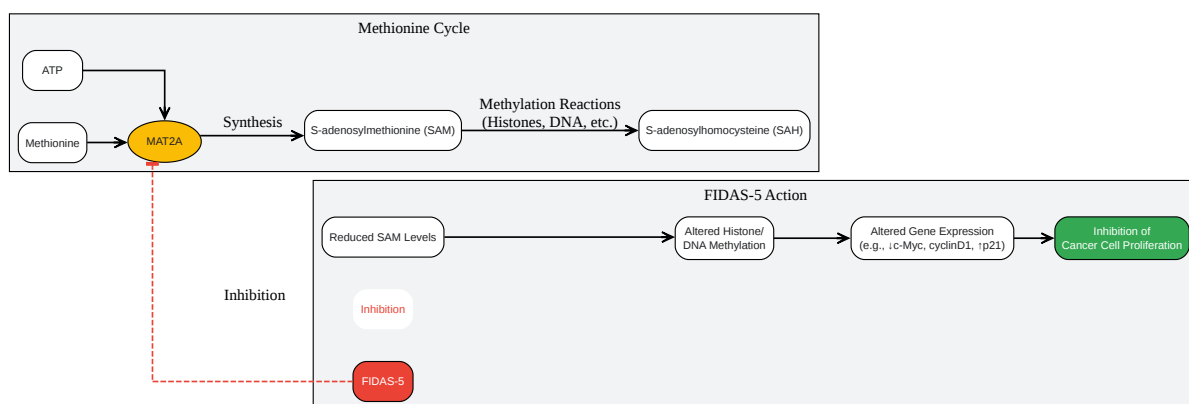 Methionine Cycle
ATP
Methionine
MAT2A
Synthesis
S-adenosylmethionine (SAM)
Methylation Reactions
(Histones, DNA, etc.)
S-adenosylhomocysteine (SAH)
FIDAS-5 Action
Reduced SAM Levels
Altered Histone/
DNA Methylation
Altered Gene Expression
(e.g., ↓c-Myc, cyclinD1, ↑p21)
Inhibition of
Cancer Cell Proliferation
Inhibition
Inhibition
FIDAS-5